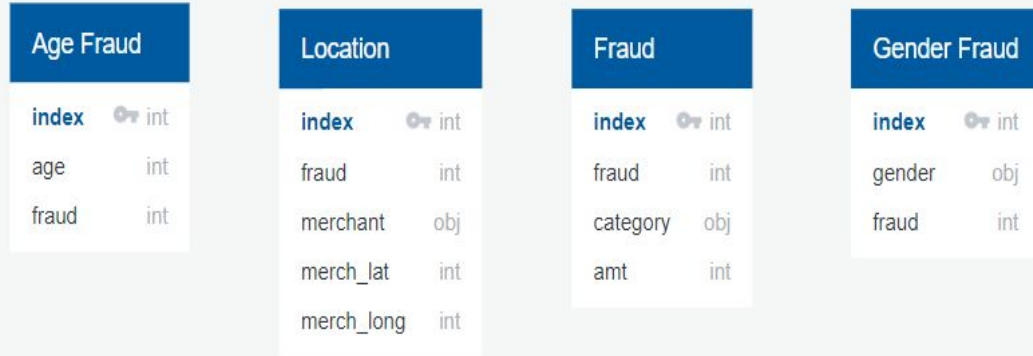 Age Fraud
index int
age int
fraud int
Location
index int
fraud int
merchant obj
merch_lat int
merch_long int
Fraud
index int
fraud int
category obj
amt int
Gender Fraud
index int
gender obj
fraud int